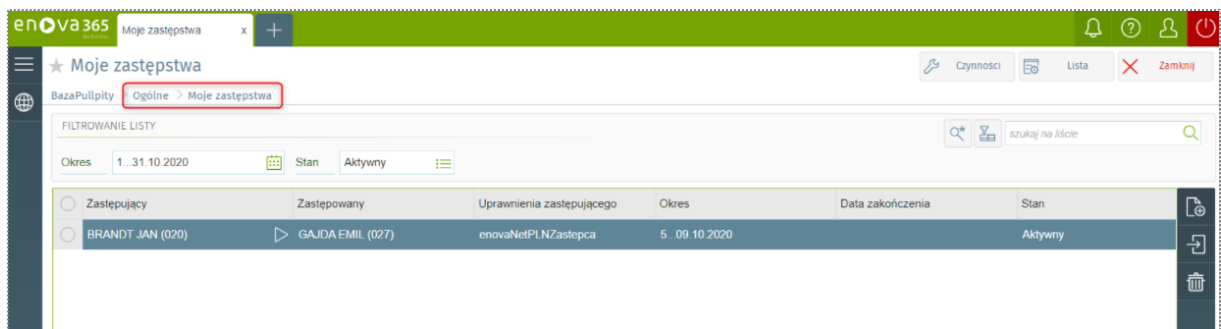 enova365 Moje zastępstwa x
Moje zastępstwa
Czynności Lista Zamknij
BazaPullpity > Ogólne > Moje zastępstwa
FILTROWANIE LISTY
szukaj na liście
Okres 1...31.10.2020 Stan Aktywny
Zastępujący Zastępowany Uprawnienia zastępującego Okres Data zakończenia Stan
BRANDT JAN (020) GAJDA EMIL (027) enovaNetPLNZastepca 5...09.10.2020 Aktywny